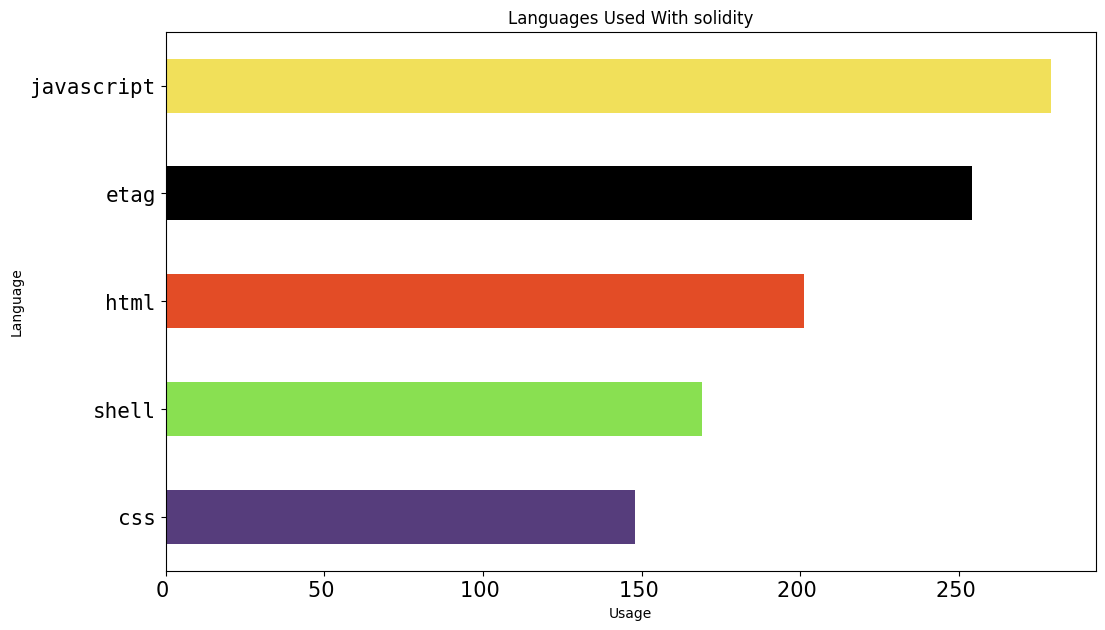 Languages Used With solidity
javascript
etag
html
shell
css
Language
0 50 100 150 200 250
Usage